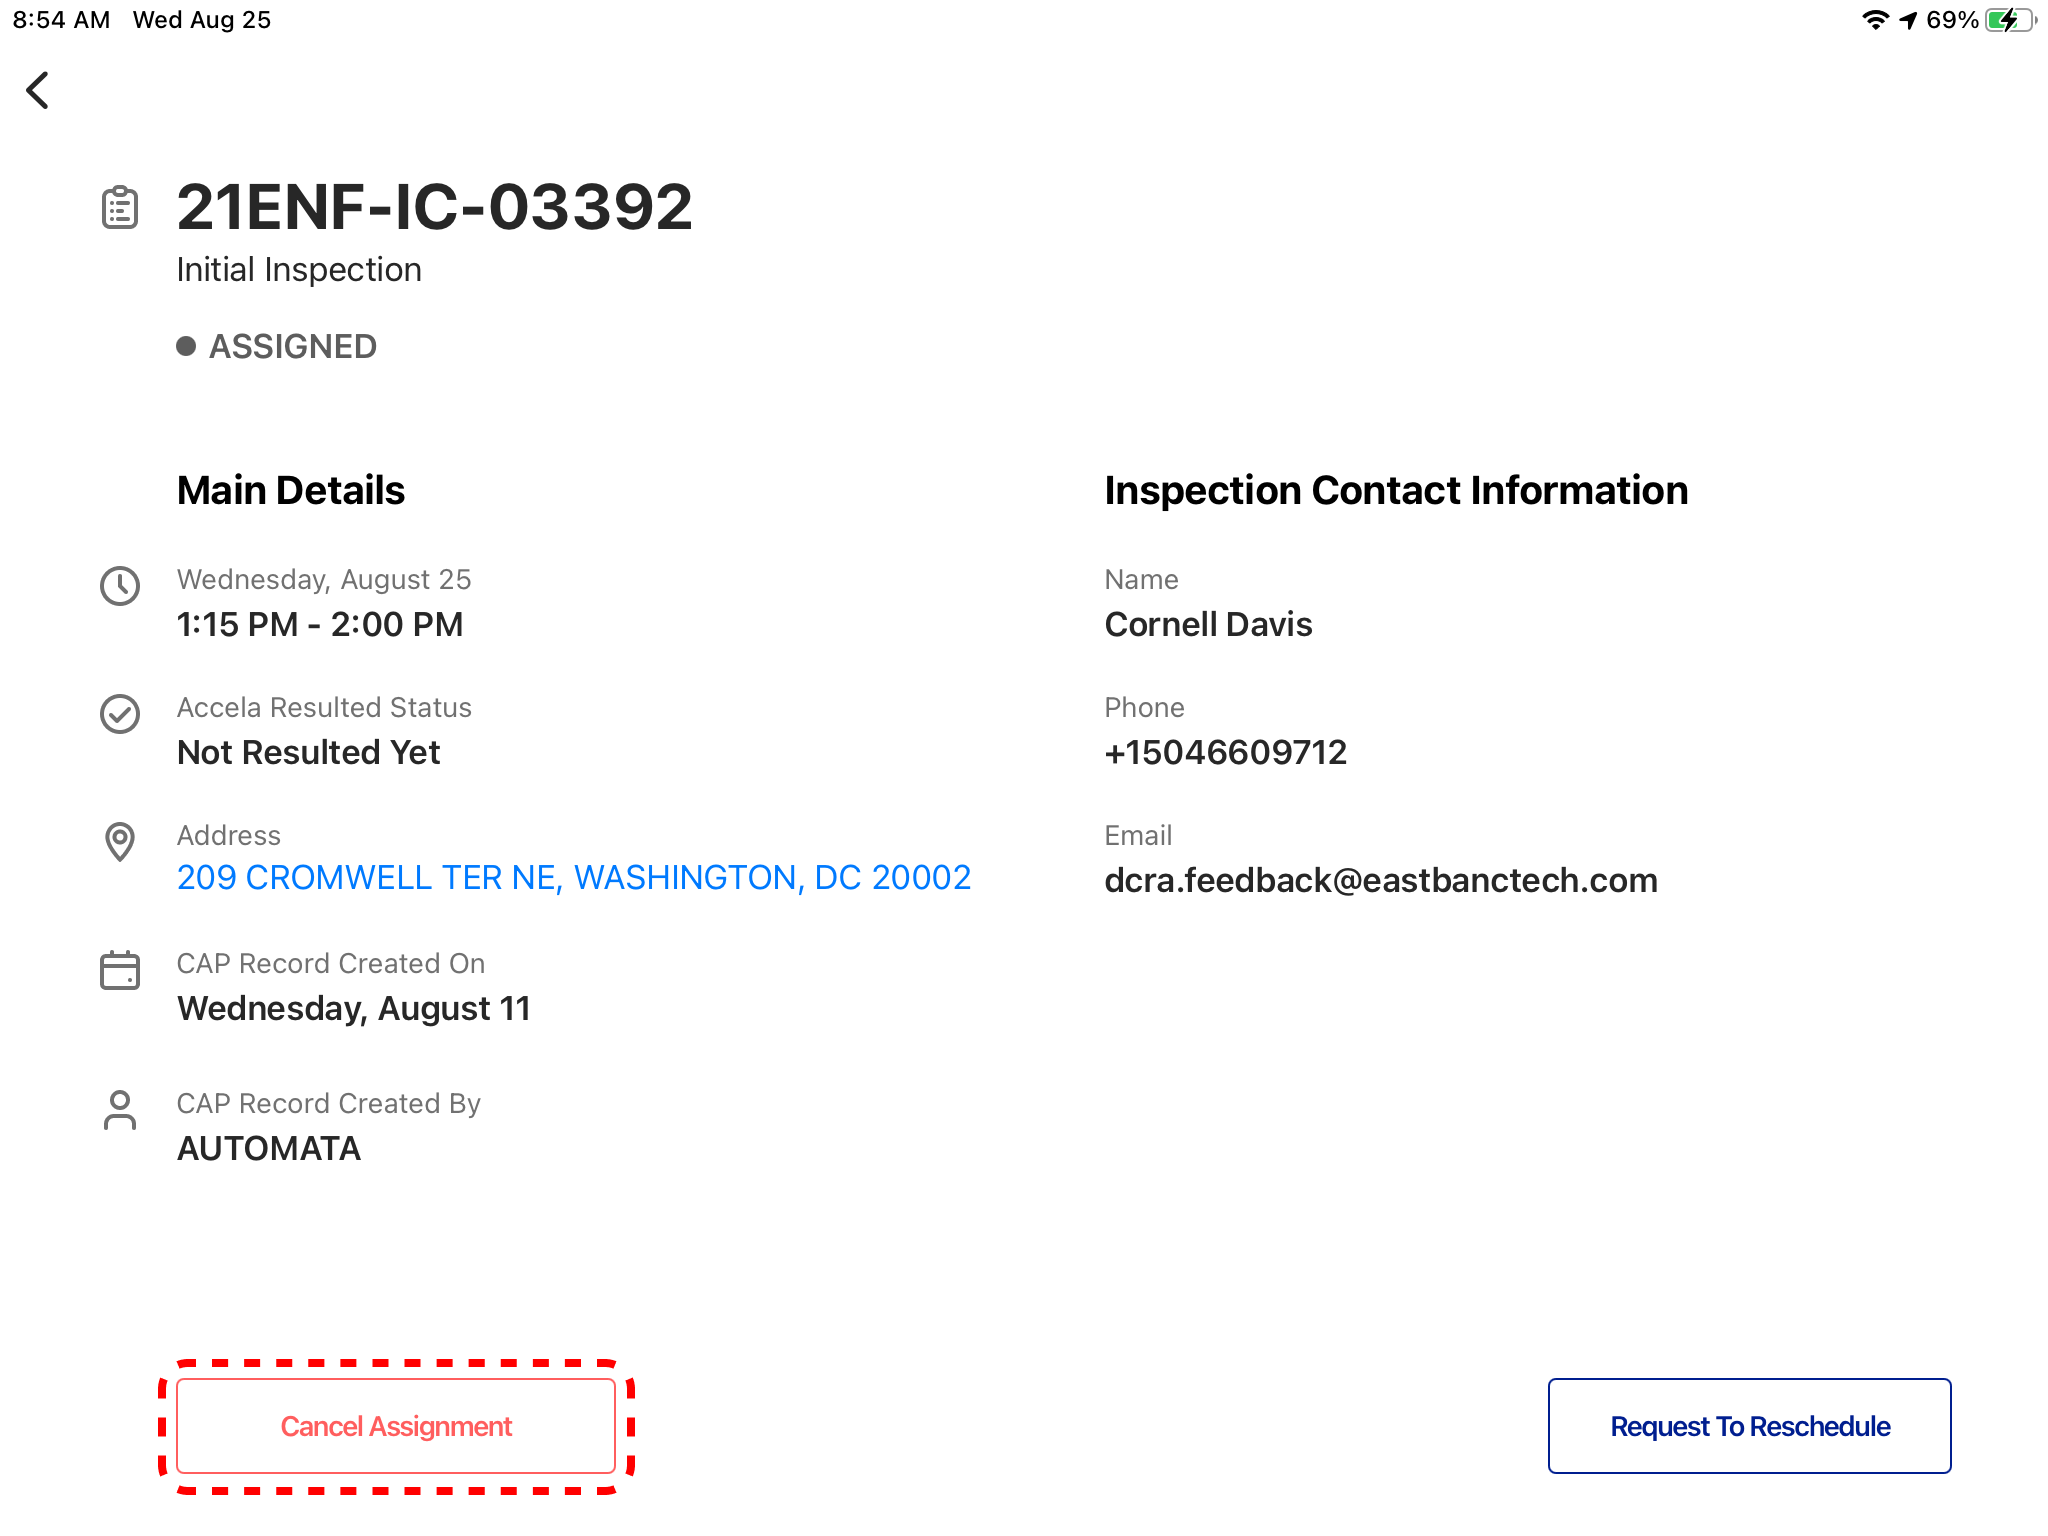 8:54 AM Wed Aug 25
69%
21ENF-IC-03392
Initial Inspection
ASSIGNED
Main Details
Wednesday, August 25
1:15 PM - 2:00 PM
Accela Resulted Status
Not Resulted Yet
Address
209 CROMWELL TER NE, WASHINGTON, DC 20002
CAP Record Created On
Wednesday, August 11
CAP Record Created By
AUTOMATA
Inspection Contact Information
Name
Cornell Davis
Phone
+15046609712
Email
dcra.feedback@eastbanctech.com
Cancel Assignment
Request To Reschedule